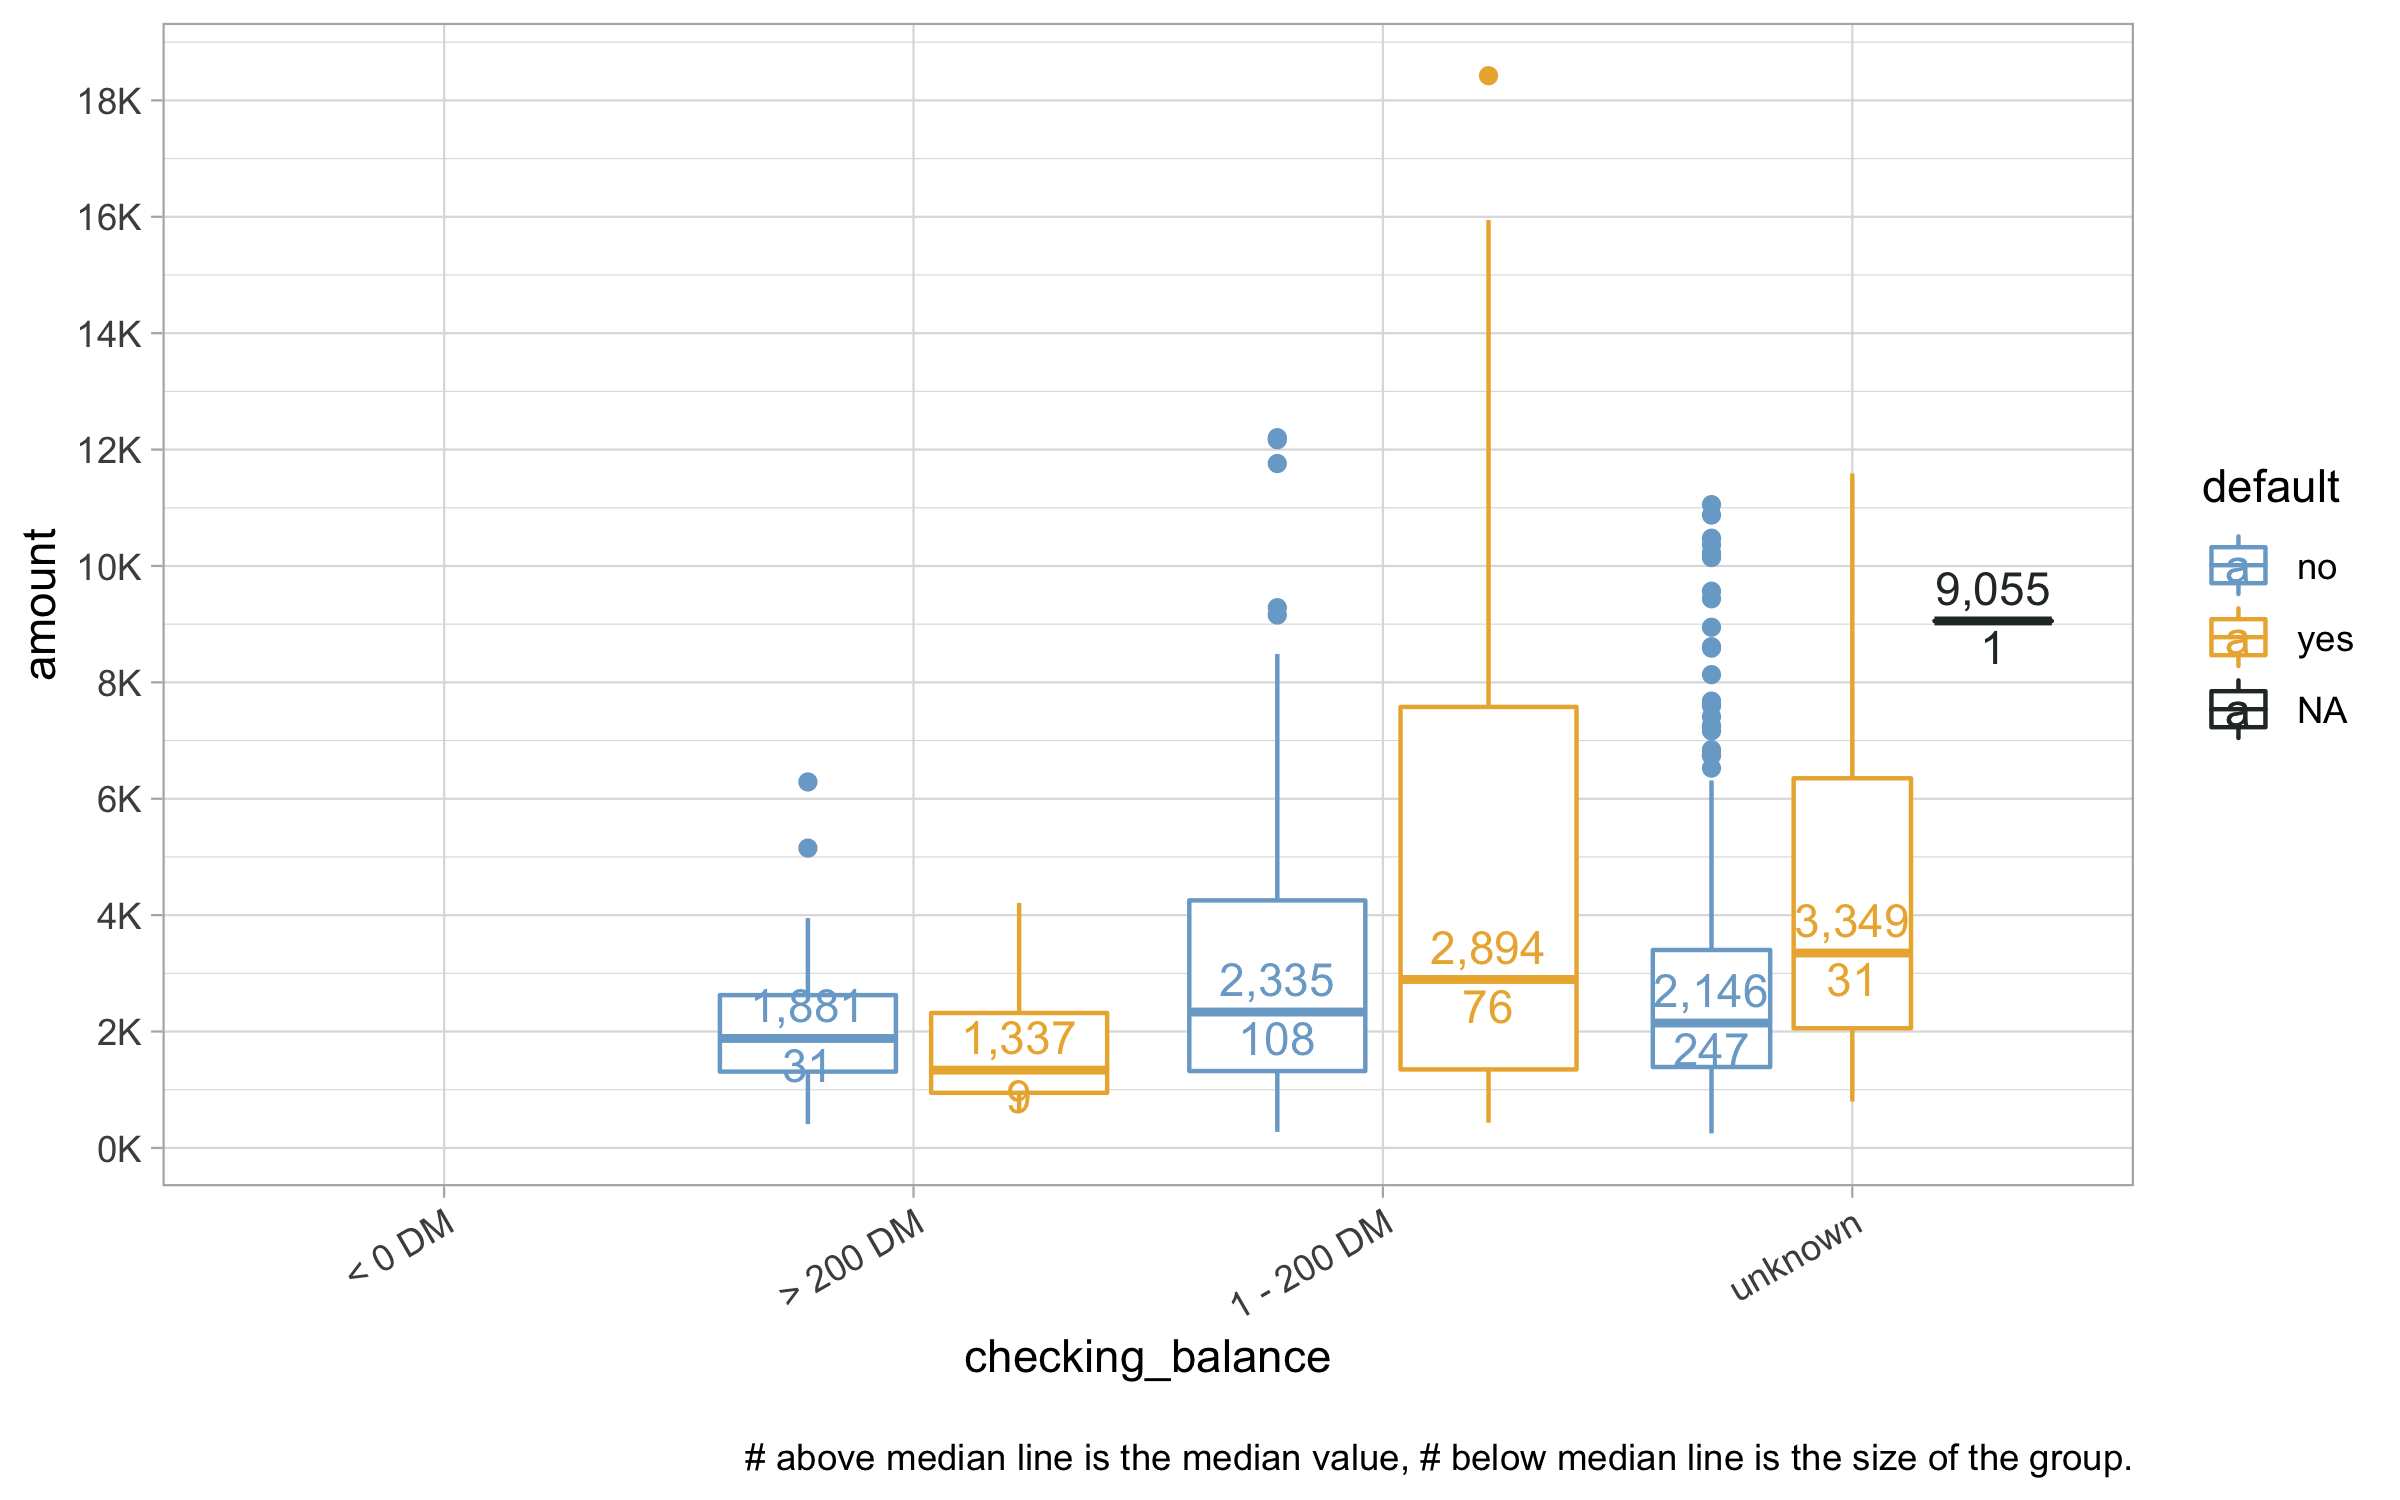 18K
16K
14K
12K
10K
8K
6K
4K
2K
0K
amount
1,881
31
1,337
9
2,335
108
2,894
76
2,146
247
3,349
31
9,055
1
< 0 DM
> 200 DM
1 - 200 DM
unknown
checking_balance
default
a no
a yes
a NA
# above median line is the median value, # below median line is the size of the group.